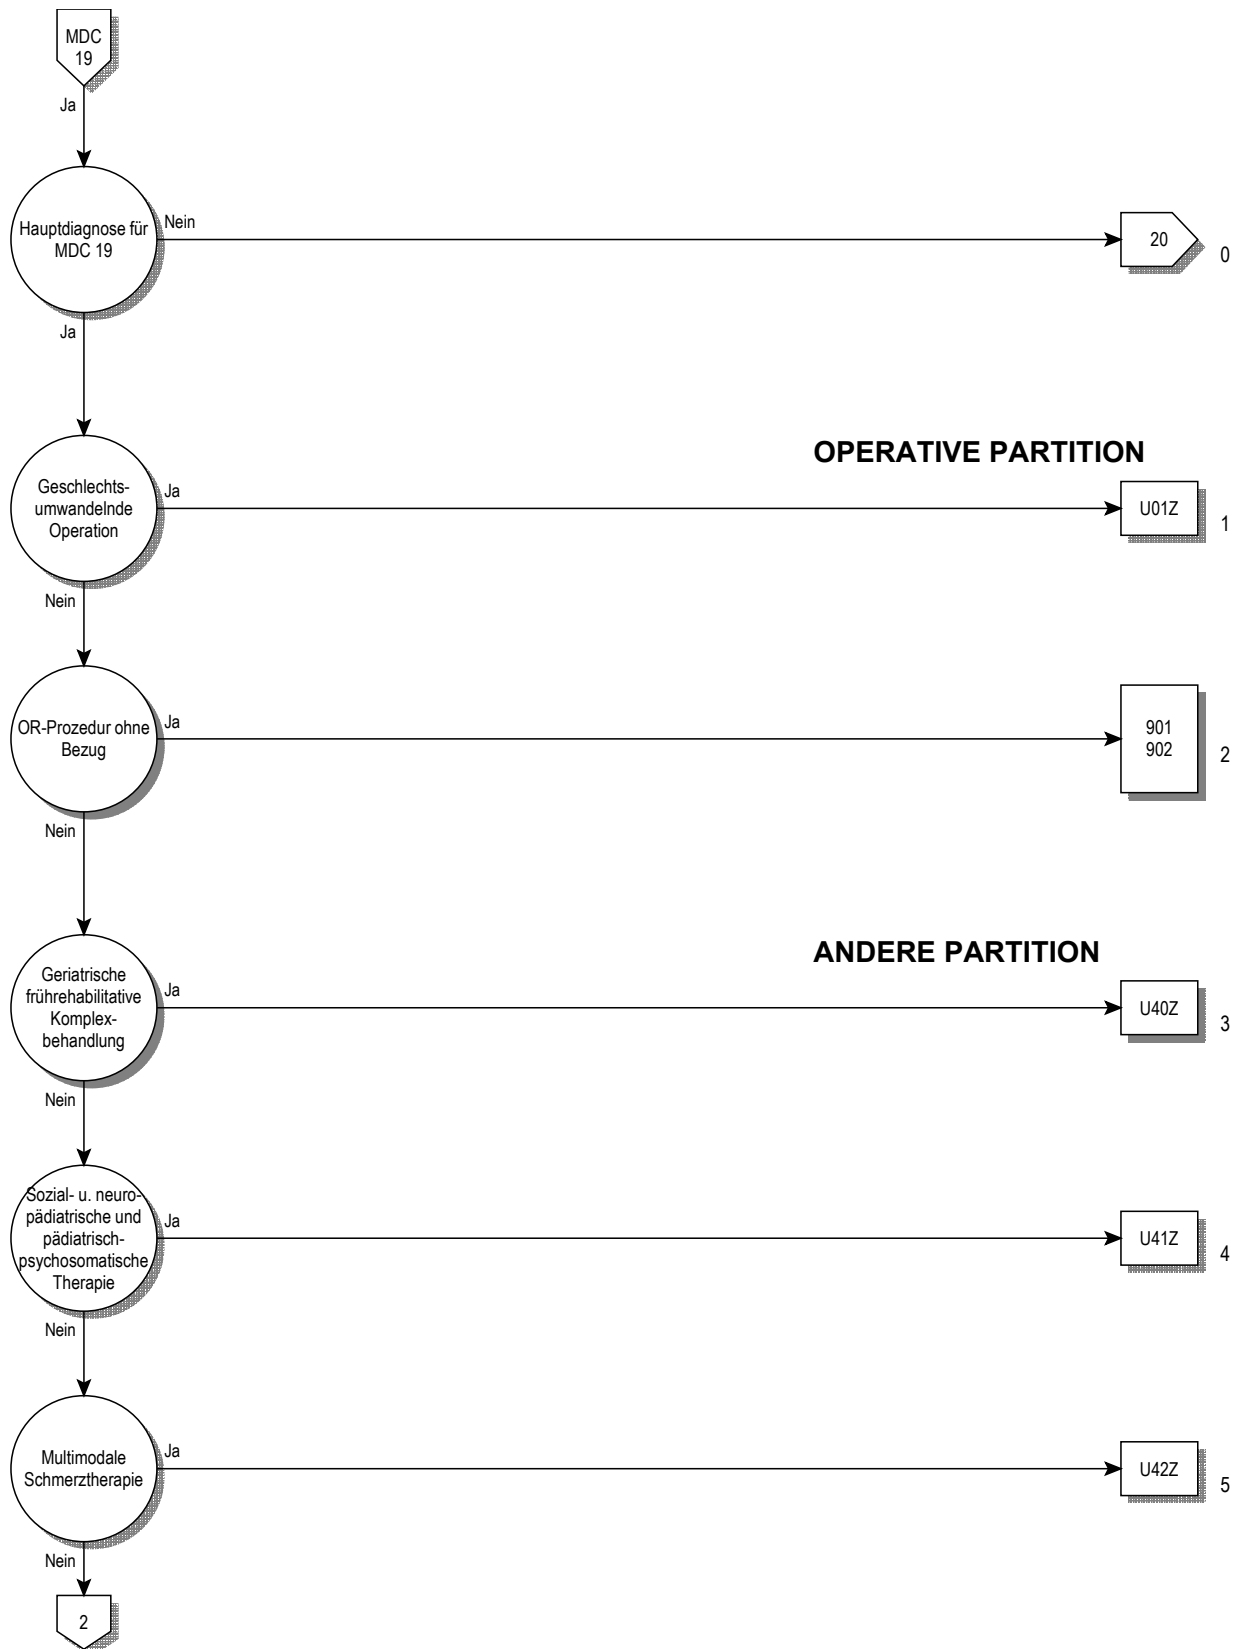 MDC
19
Ja
Hauptdiagnose für
MDC 19
Nein
20
0
Ja
OPERATIVE PARTITION
Geschlechts-
umwandelnde
Operation
Ja
U01Z
1
Nein
OR-Prozedur ohne
Bezug
Ja
901
902
2
Nein
ANDERE PARTITION
Geriatrische
frührehabilitative
Komplex-
behandlung
Ja
U40Z
3
Nein
Sozial- u. neuro-
pädiatrische und
pädiatrisch-
psychosomatische
Therapie
Ja
U41Z
4
Nein
Multimodale
Schmerztherapie
Ja
U42Z
5
Nein
2